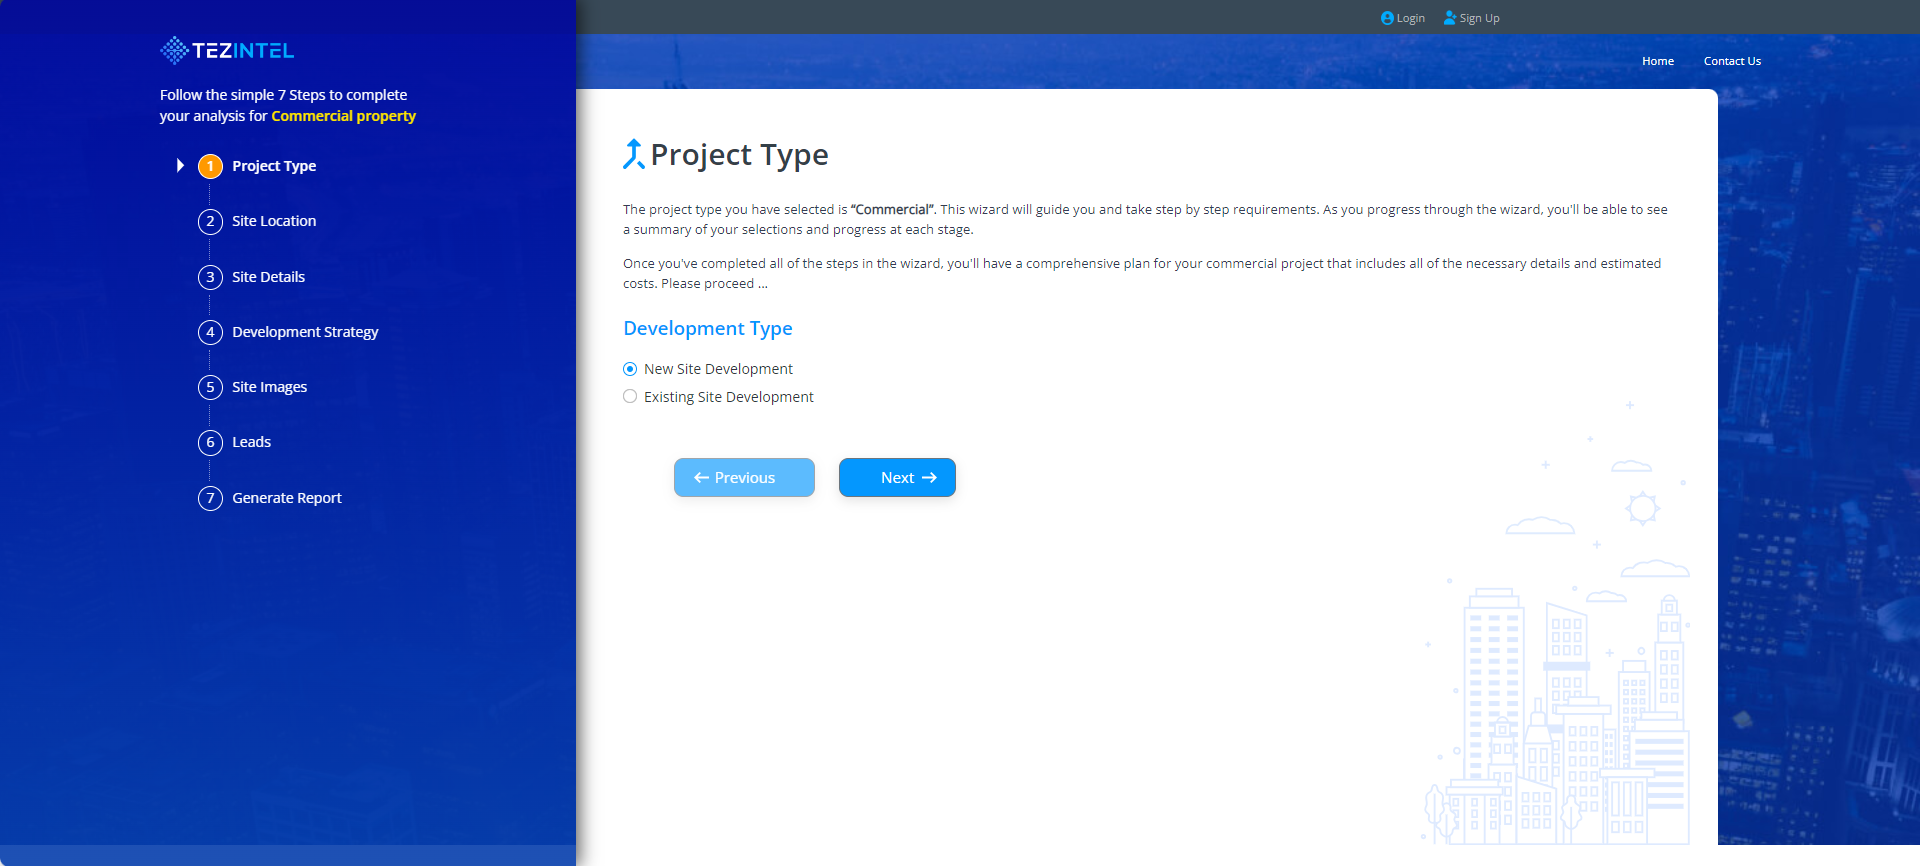 Login
Sign Up
TEZINTEL
Home
Contact Us
Follow the simple 7 Steps to complete
your analysis for Commercial property
1 Project Type
2 Site Location
3 Site Details
4 Development Strategy
5 Site Images
6 Leads
7 Generate Report
Project Type
The project type you have selected is “Commercial”. This wizard will guide you and take step by step requirements. As you progress through the wizard, you'll be able to see
a summary of your selections and progress at each stage.
Once you've completed all of the steps in the wizard, you'll have a comprehensive plan for your commercial project that includes all of the necessary details and estimated
costs. Please proceed ...
Development Type
New Site Development
Existing Site Development
Previous
Next